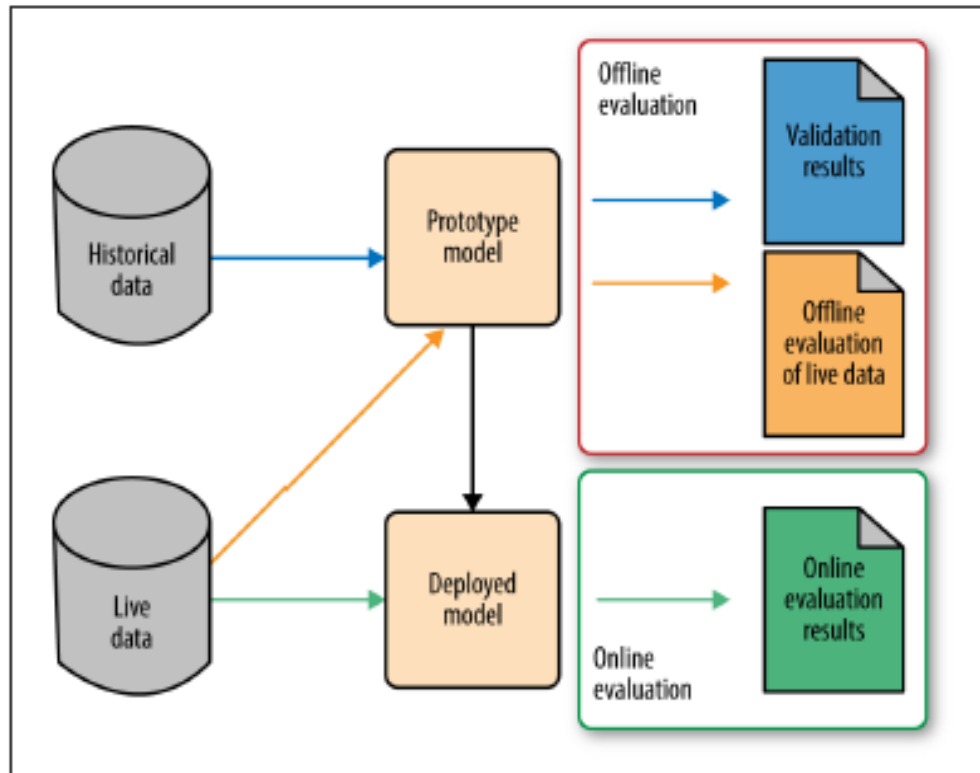 Offline
evaluation
Validation
results
Historical
data
Prototype
model
Offline
evaluation
of live data
Live
data
Deployed
model
Online
evaluation
results
Online
evaluation